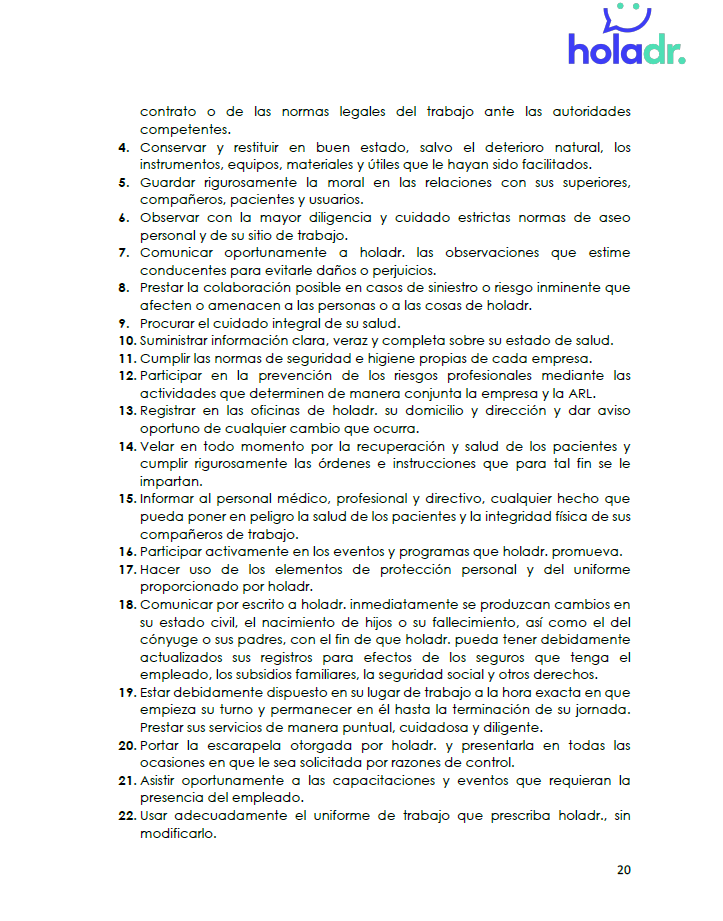 holadr.
contrato o de las normas legales del trabajo ante las autoridades
competentes.
4. Conservar y restituir en buen estado, salvo el deterioro natural, los
instrumentos, equipos, materiales y útiles que le hayan sido facilitados.
5. Guardar rigurosamente la moral en las relaciones con sus superiores,
compañeros, pacientes y usuarios.
6. Observar con la mayor diligencia y cuidado estrictas normas de aseo
personal y de su sitio de trabajo.
7. Comunicar oportunamente a holadr. las observaciones que estime
conducentes para evitarle daños o perjuicios.
8. Prestar la colaboración posible en casos de siniestro o riesgo inminente que
afecten o amenacen a las personas o a las cosas de holadr.
9. Procurar el cuidado integral de su salud.
10. Suministrar información clara, veraz y completa sobre su estado de salud.
11. Cumplir las normas de seguridad e higiene propias de cada empresa.
12. Participar en la prevención de los riesgos profesionales mediante las
actividades que determinen de manera conjunta la empresa y la ARL.
13. Registrar en las oficinas de holadr. su domicilio y dirección y dar aviso
oportuno de cualquier cambio que ocurra.
14. Velar en todo momento por la recuperación y salud de los pacientes y
cumplir rigurosamente las órdenes e instrucciones que para tal fin se le
impartan.
15. Informar al personal médico, profesional y directivo, cualquier hecho que
pueda poner en peligro la salud de los pacientes y la integridad física de sus
compañeros de trabajo.
16. Participar activamente en los eventos y programas que holadr. promueva.
17. Hacer uso de los elementos de protección personal y del uniforme
proporcionado por holadr.
18. Comunicar por escrito a holadr. inmediatamente se produzcan cambios en
su estado civil, el nacimiento de hijos o su fallecimiento, así como el del
cónyuge o sus padres, con el fin de que holadr. pueda tener debidamente
actualizados sus registros para efectos de los seguros que tenga el
empleado, los subsidios familiares, la seguridad social y otros derechos.
19. Estar debidamente dispuesto en su lugar de trabajo a la hora exacta en que
empieza su turno y permanecer en él hasta la terminación de su jornada.
Prestar sus servicios de manera puntual, cuidadosa y diligente.
20. Portar la escarapela otorgada por holadr. y presentarla en todas las
ocasiones en que le sea solicitada por razones de control.
21. Asistir oportunamente a las capacitaciones y eventos que requieran la
presencia del empleado.
22. Usar adecuadamente el uniforme de trabajo que prescriba holadr., sin
modificarlo.
20